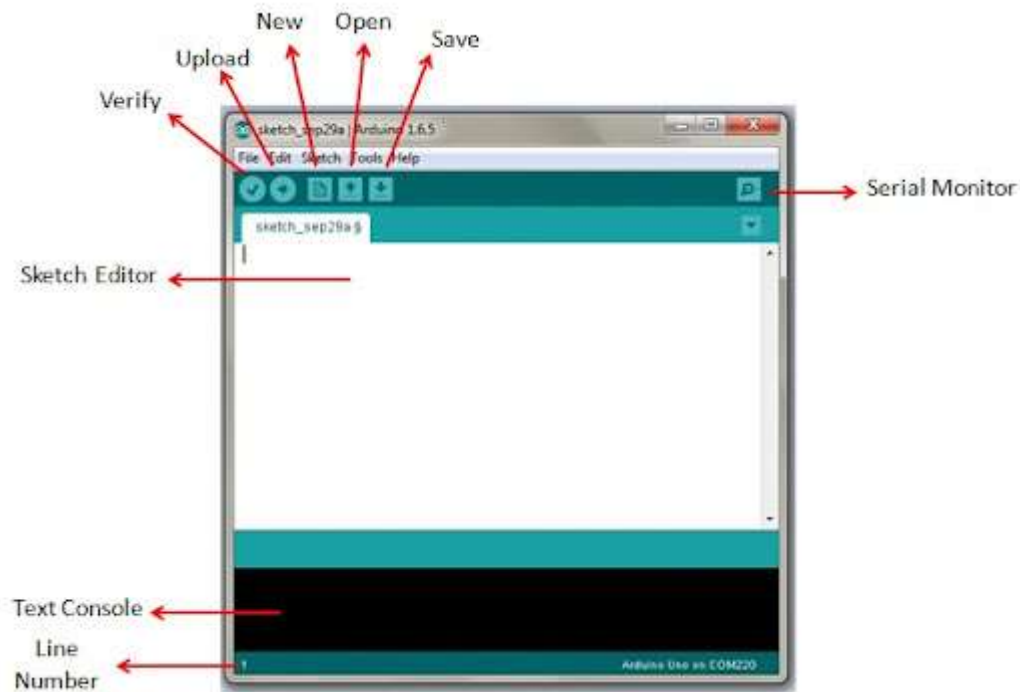 New Open
Save
Upload
Verify
sketch_sep29a | Arduino 1.6.5
File Edit Sketch Tools Help
Serial Monitor
sketch_sep29a §
Sketch Editor
Text Console
Line
Number
1
Arduino Uno on COM220